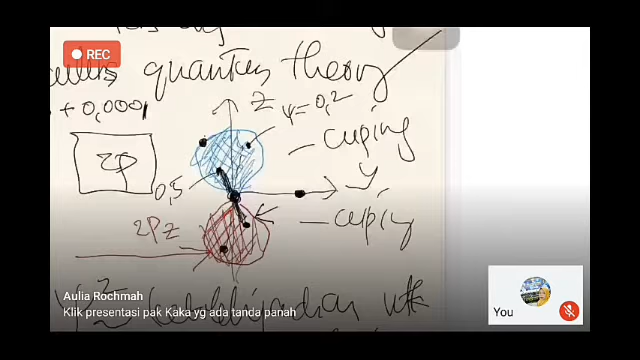 REC
quantum theory
+ 0,0001
Z
ψ=0,2
2p
cuping
0,5
y
2Pz
cuping
Aulia Rochmah
Klik presentasi pak Kaka yg ada tanda panah
You